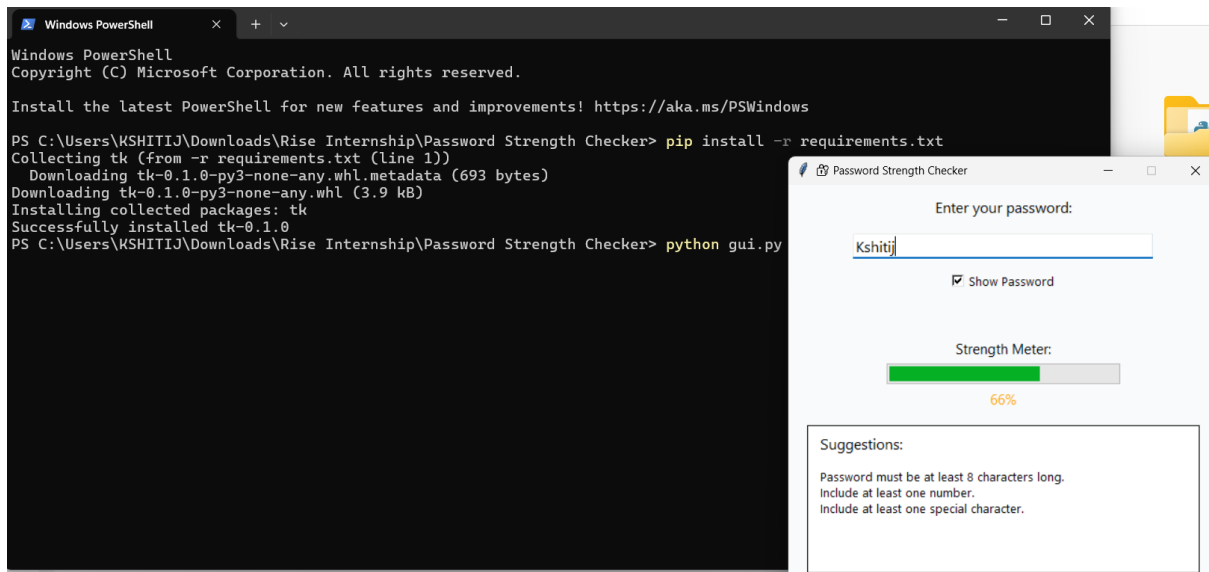 Windows PowerShell
Windows PowerShell
Copyright (C) Microsoft Corporation. All rights reserved.
Install the latest PowerShell for new features and improvements! https://aka.ms/PSWindows
PS C:\Users\KSHITIJ\Downloads\Rise Internship\Password Strength Checker> pip install -r requirements.txt
Collecting tk (from -r requirements.txt (line 1))
  Downloading tk-0.1.0-py3-none-any.whl.metadata (693 bytes)
Downloading tk-0.1.0-py3-none-any.whl (3.9 kB)
Installing collected packages: tk
Successfully installed tk-0.1.0
PS C:\Users\KSHITIJ\Downloads\Rise Internship\Password Strength Checker> python gui.py
Password Strength Checker
Enter your password:
Kshitij
Show Password
Strength Meter:
66%
Suggestions:
Password must be at least 8 characters long.
Include at least one number.
Include at least one special character.